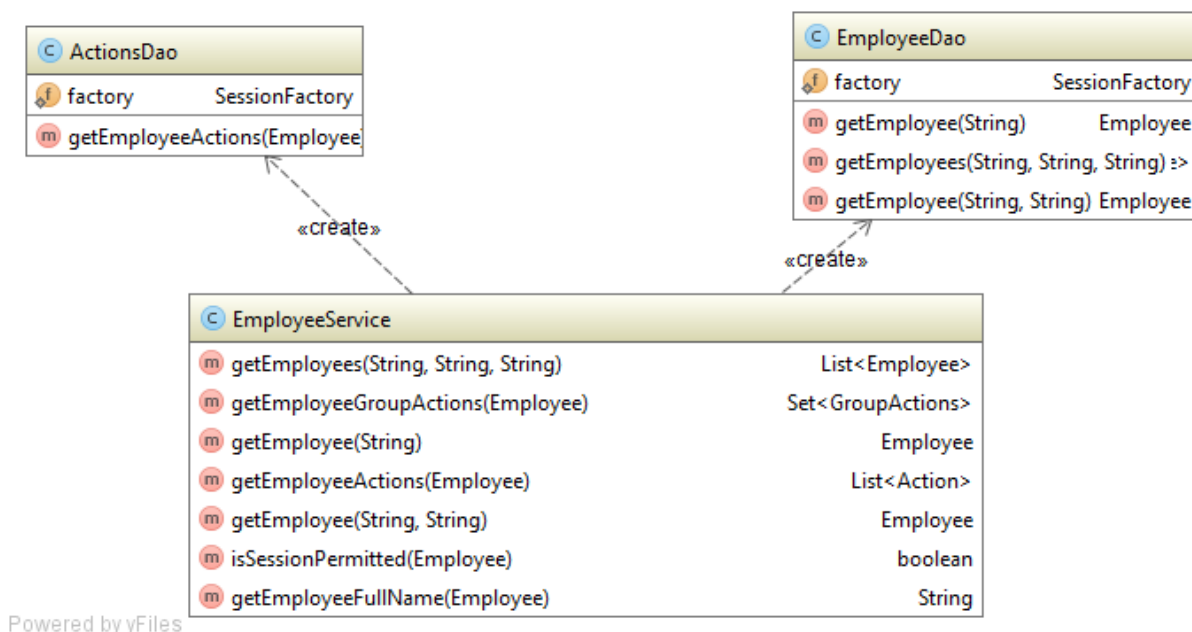 C ActionsDao
f factory SessionFactory
m getEmployeeActions(Employee)
C EmployeeDao
f factory SessionFactory
m getEmployee(String) Employee
m getEmployees(String, String, String) e>
m getEmployee(String, String) Employee
«create»
«create»
C EmployeeService
m getEmployees(String, String, String) List<Employee>
m getEmployeeGroupActions(Employee) Set<GroupActions>
m getEmployee(String) Employee
m getEmployeeActions(Employee) List<Action>
m getEmployee(String, String) Employee
m isSessionPermitted(Employee) boolean
m getEmployeeFullName(Employee) String
Powered by yFiles